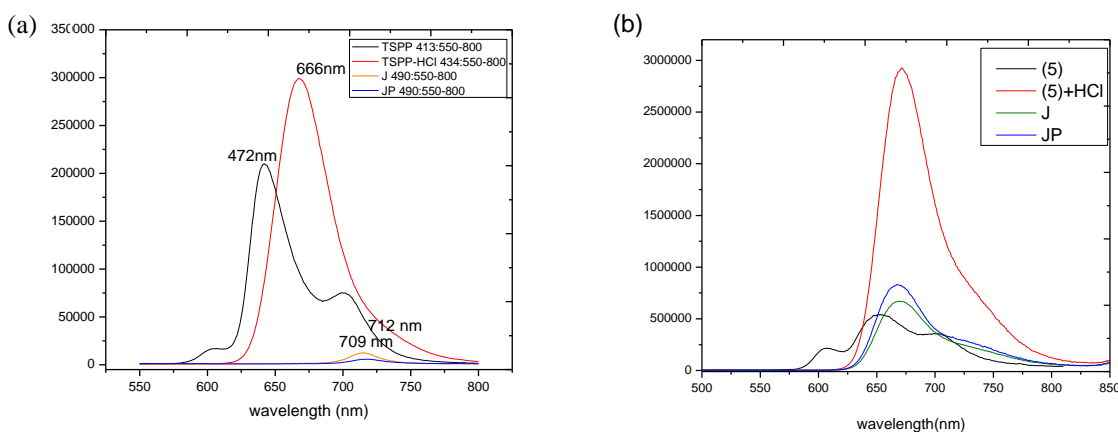 (a)
350000
300000
250000
200000
150000
100000
50000
0
TSPP 413:550-800
TSPP-HCl 434:550-800
J 490:550-800
JP 490:550-800
666nm
472nm
712 nm
709 nm
550 600 650 700 750 800
wavelength (nm)
(b)
3000000
2500000
2000000
1500000
1000000
500000
0
(5)
(5)+HCl
J
JP
500 550 600 650 700 750 800 850
wavelength(nm)